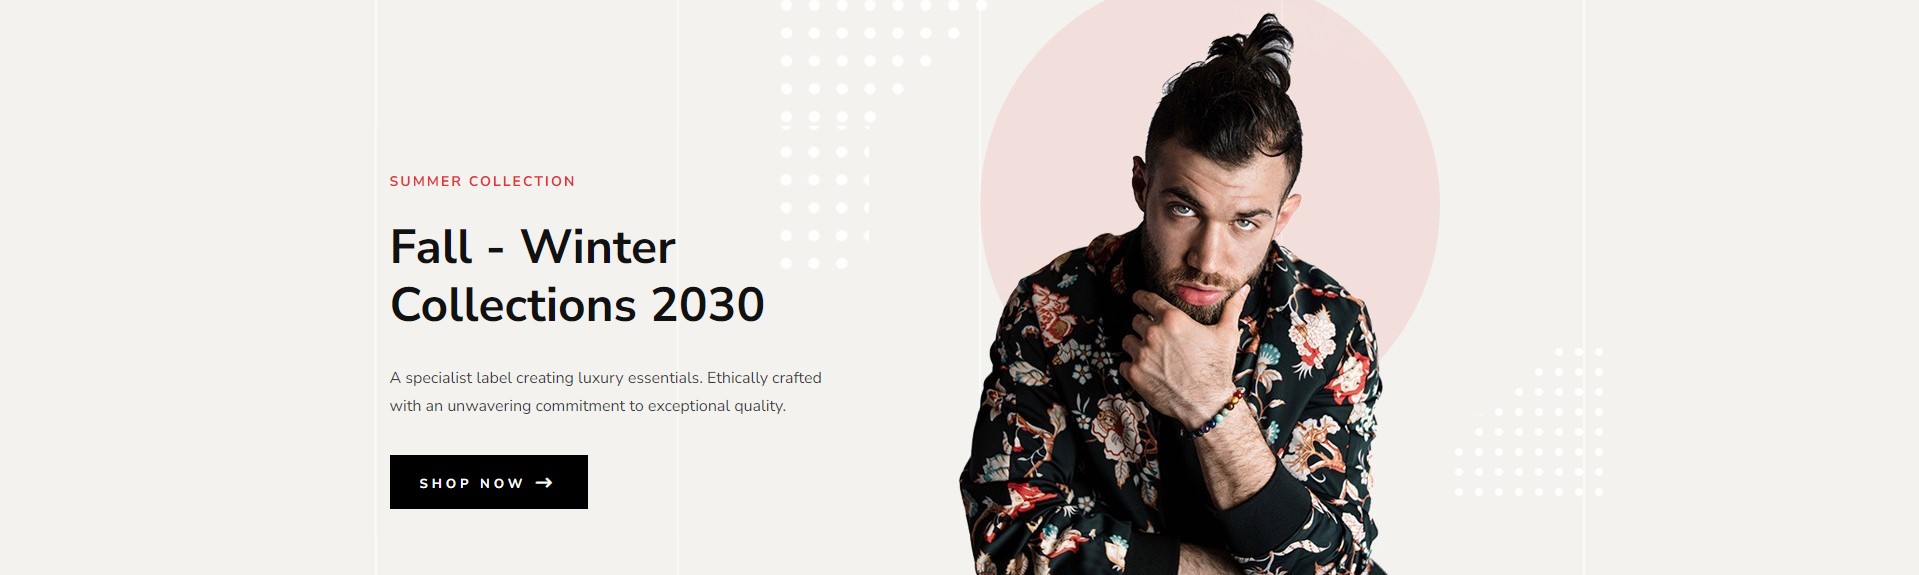 SUMMER COLLECTION
Fall - Winter
Collections 2030
A specialist label creating luxury essentials. Ethically crafted
with an unwavering commitment to exceptional quality.
SHOP NOW →